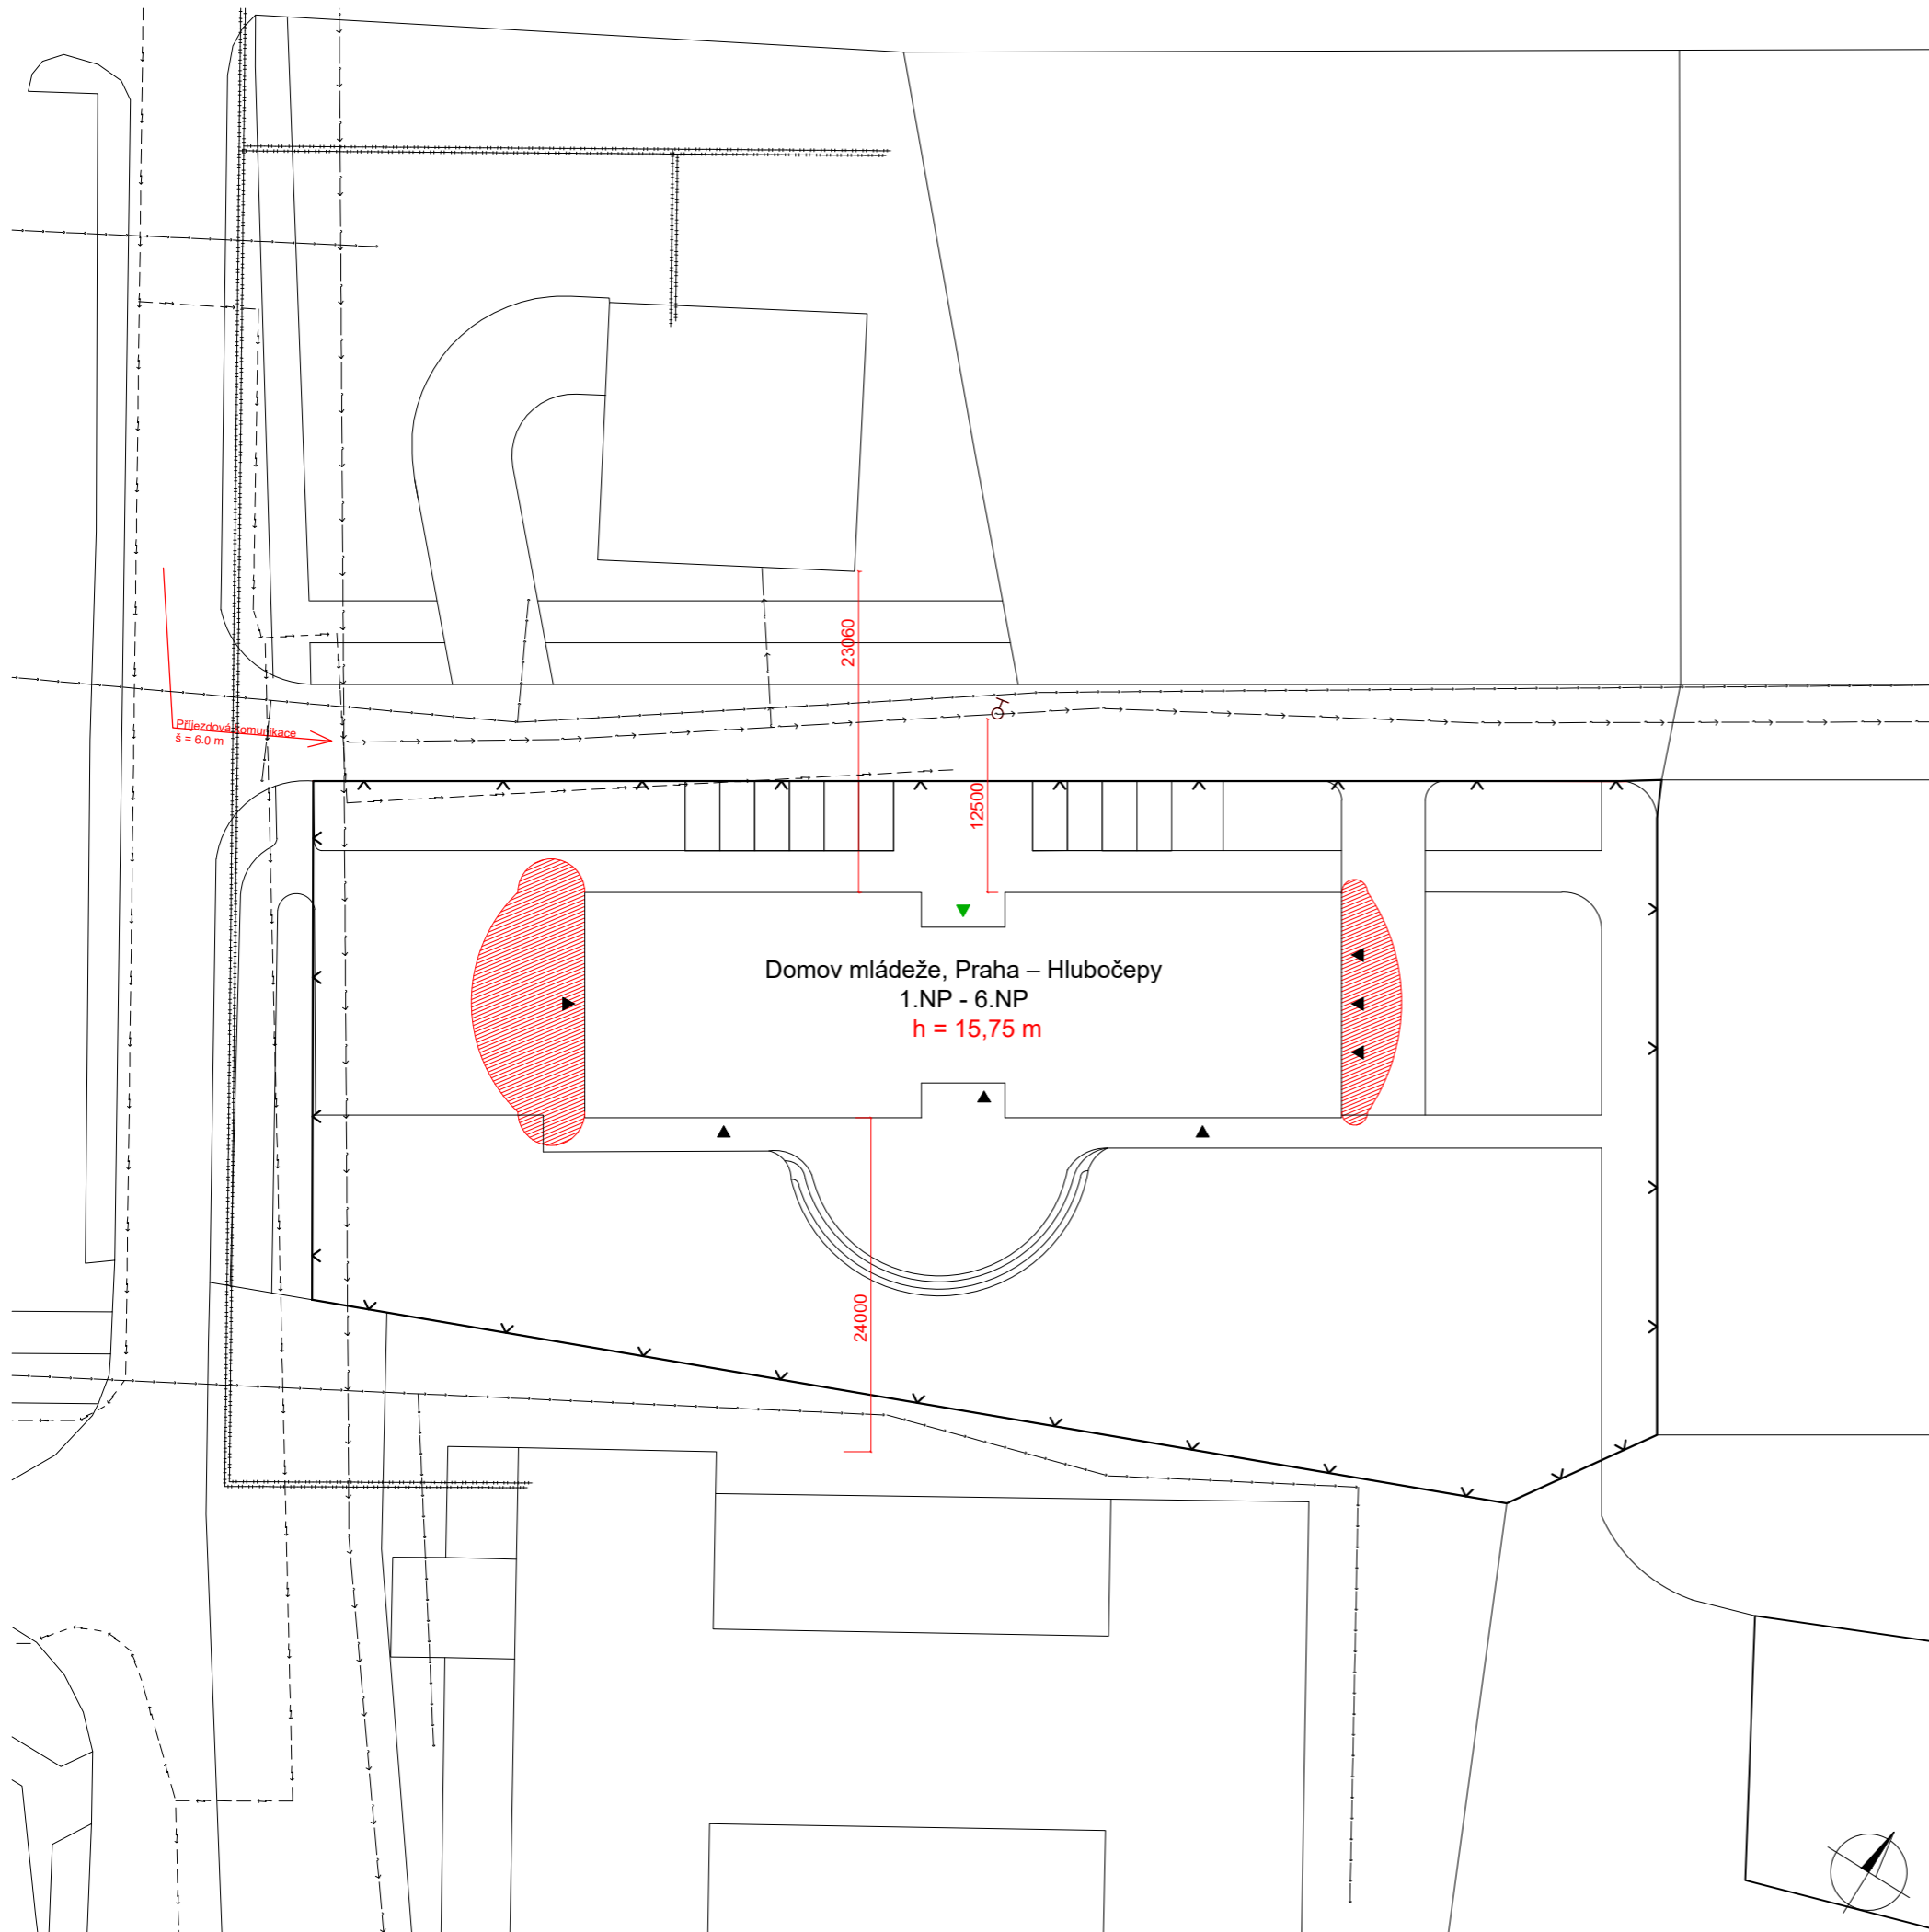 23060
Příjezdová komunikace
š = 6.0 m
12500
Domov mládeže, Praha – Hlubočepy
1.NP - 6.NP
h = 15,75 m
24000